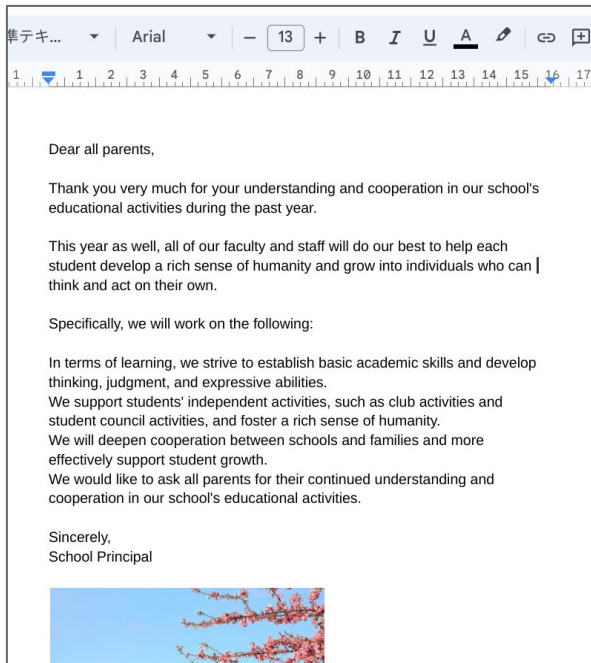 準テキ... Arial 13 B I U A
1 1 2 3 4 5 6 7 8 9 10 11 12 13 14 15 16 17
Dear all parents,
Thank you very much for your understanding and cooperation in our school's
educational activities during the past year.
This year as well, all of our faculty and staff will do our best to help each
student develop a rich sense of humanity and grow into individuals who can
think and act on their own.
Specifically, we will work on the following:
In terms of learning, we strive to establish basic academic skills and develop
thinking, judgment, and expressive abilities.
We support students' independent activities, such as club activities and
student council activities, and foster a rich sense of humanity.
We will deepen cooperation between schools and families and more
effectively support student growth.
We would like to ask all parents for their continued understanding and
cooperation in our school's educational activities.
Sincerely,
School Principal